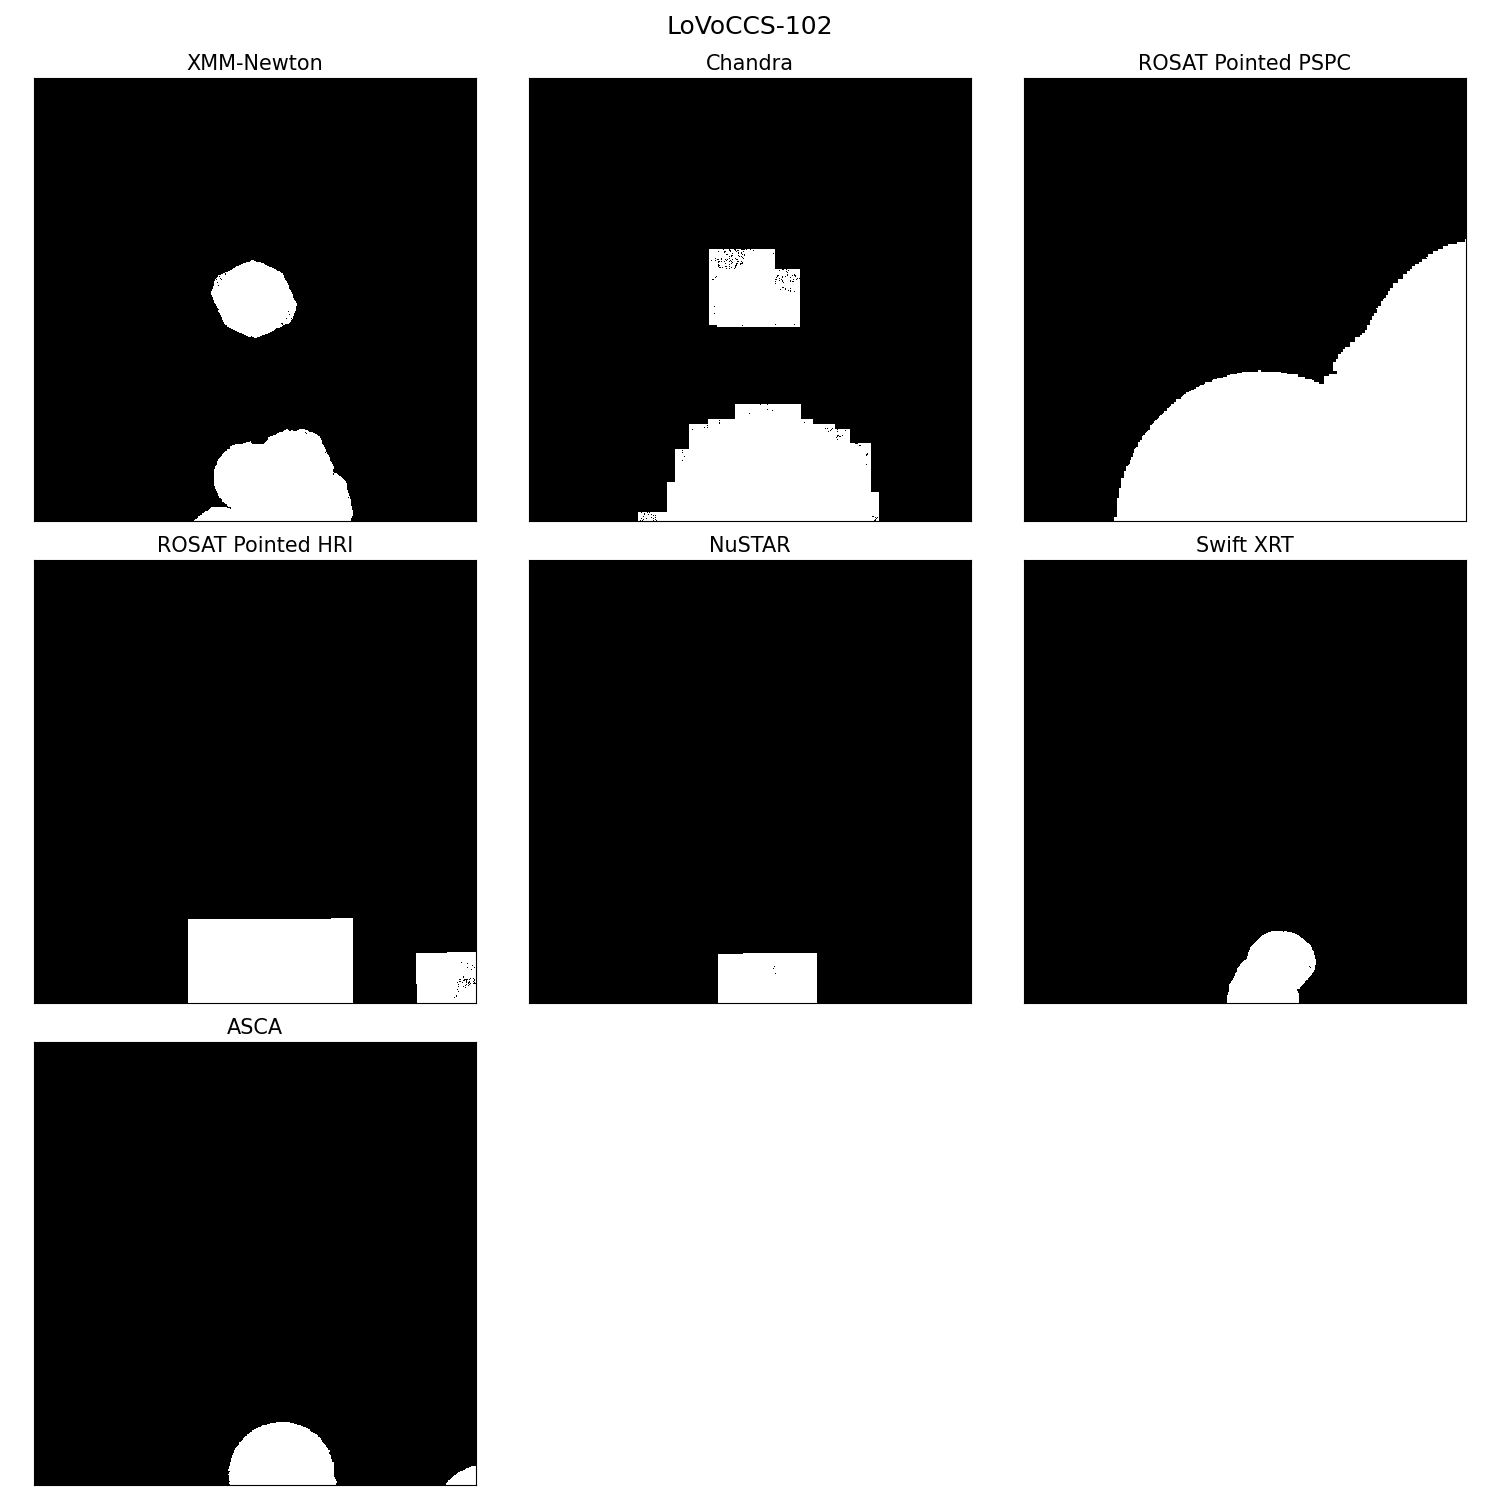 LoVoCCS-102
XMM-Newton
Chandra
ROSAT Pointed PSPC
ROSAT Pointed HRI
NuSTAR
Swift XRT
ASCA